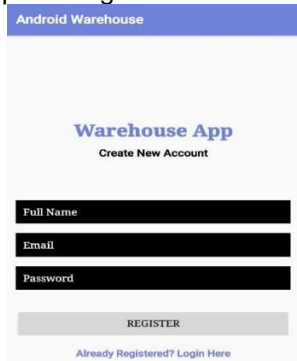 Android Warehouse
Warehouse App
Create New Account
Full Name
Email
Password
REGISTER
Already Registered? Login Here